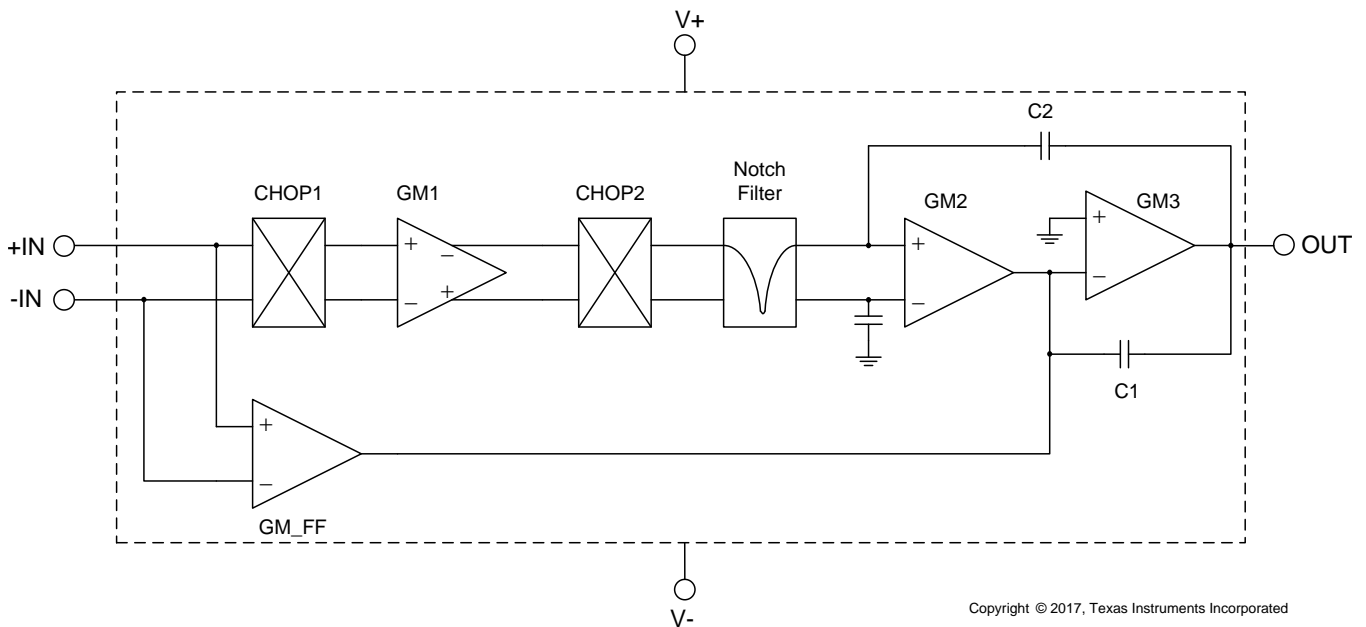 V+
C2
Notch
Filter
CHOP1
GM1
CHOP2
GM2
GM3
+IN
+
−
+
−
+
−
+
−
OUT
-IN
C1
+
−
GM_FF
V-
Copyright © 2017, Texas Instruments Incorporated